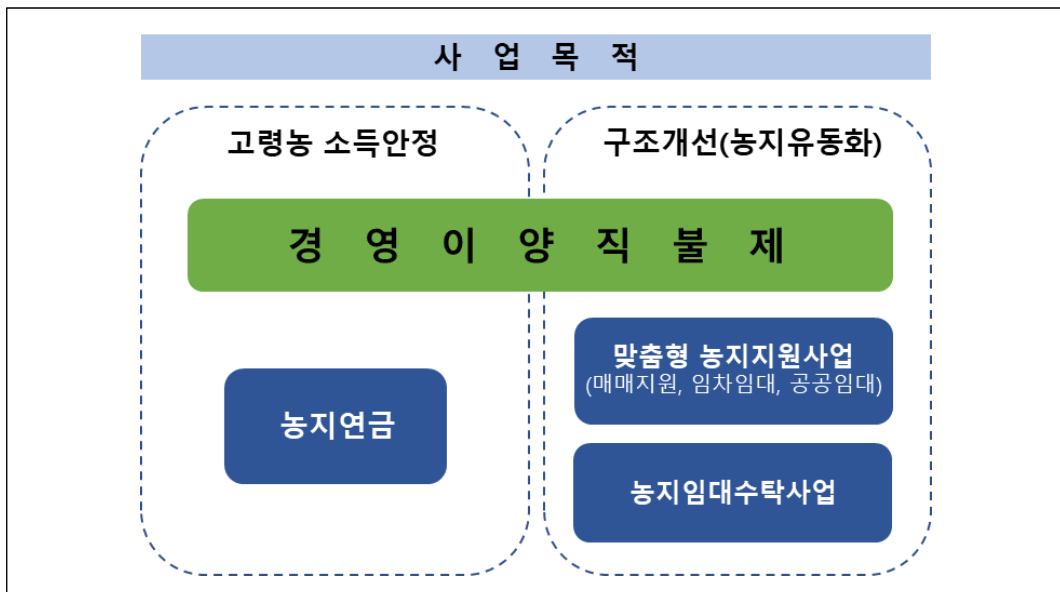 사 업 목 적
고령농 소득안정
구조개선(농지유동화)
경 영 이 양 직 불 제
맞춤형 농지지원사업
(매매지원, 임차임대, 공공임대)
농지연금
농지임대수탁사업